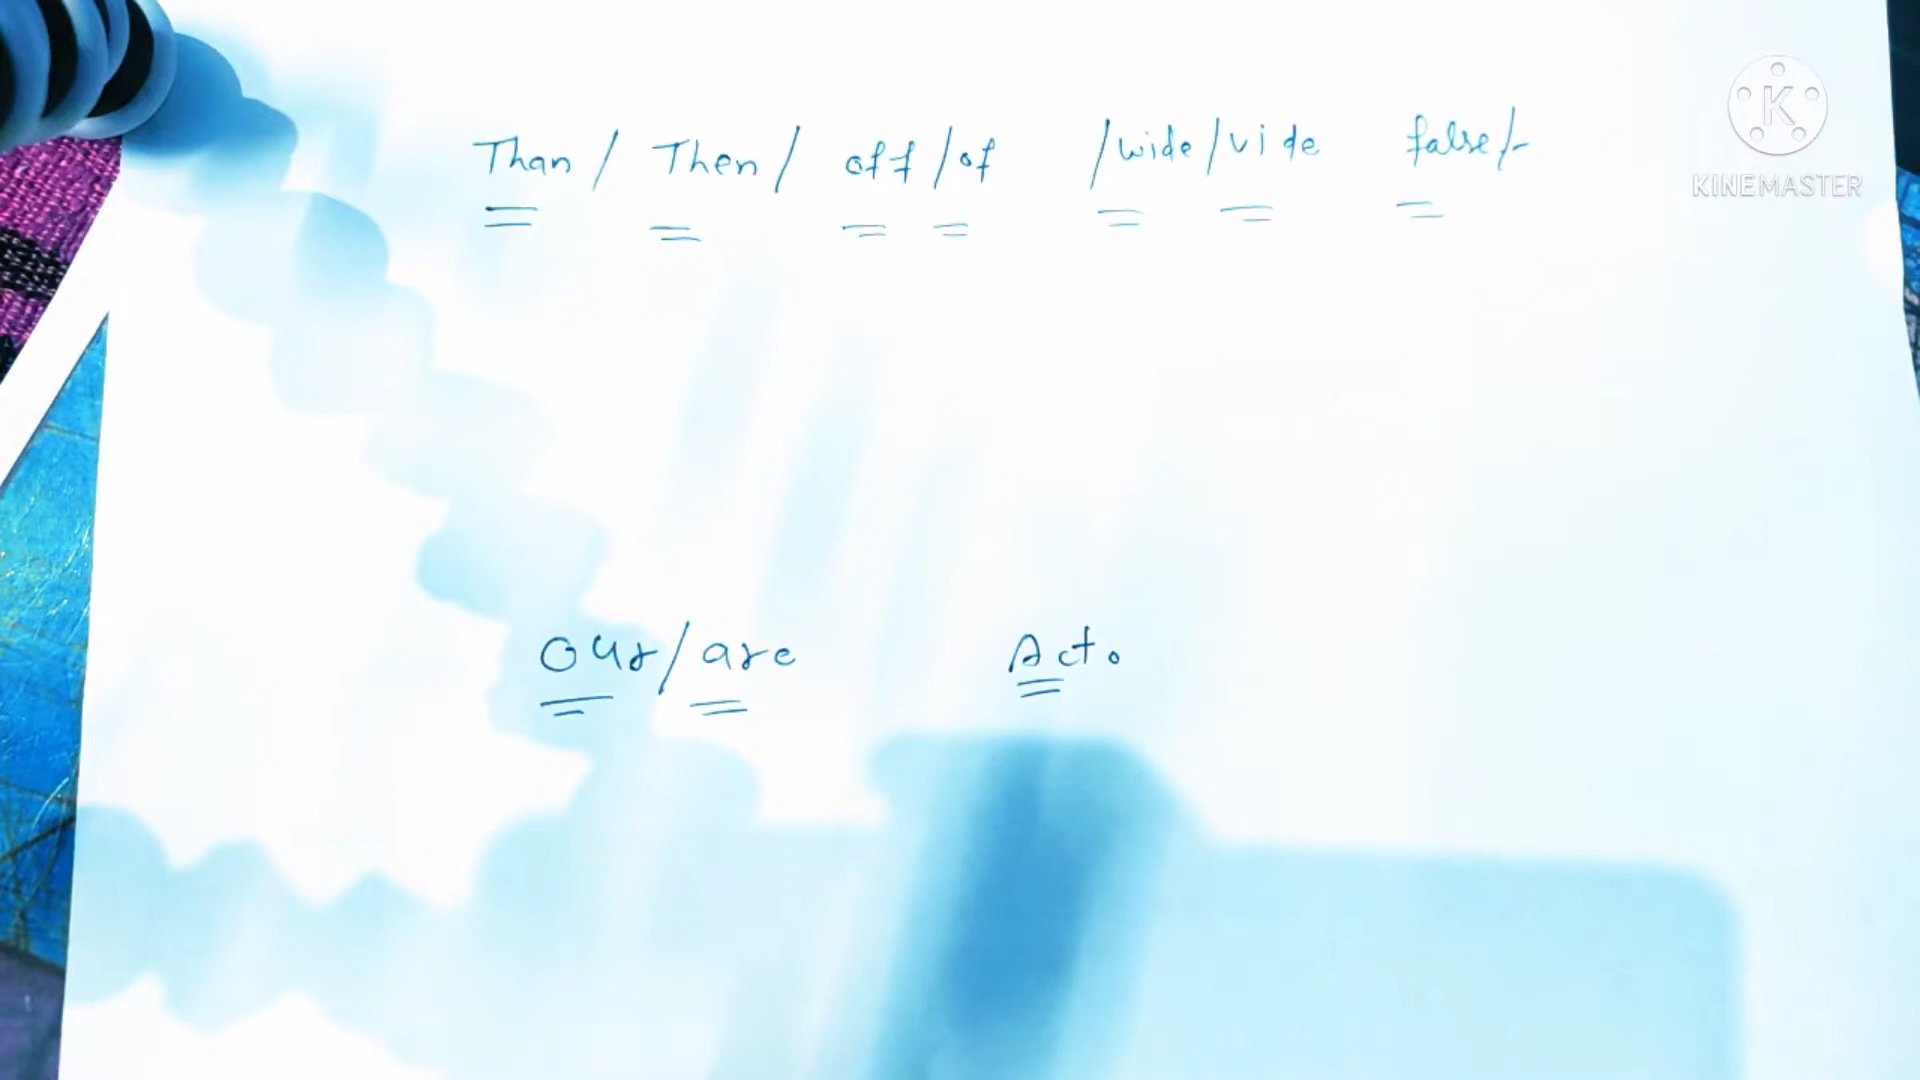 Than / Then / off / of / wide / vide false /-
KINEMASTER
our / are Act.